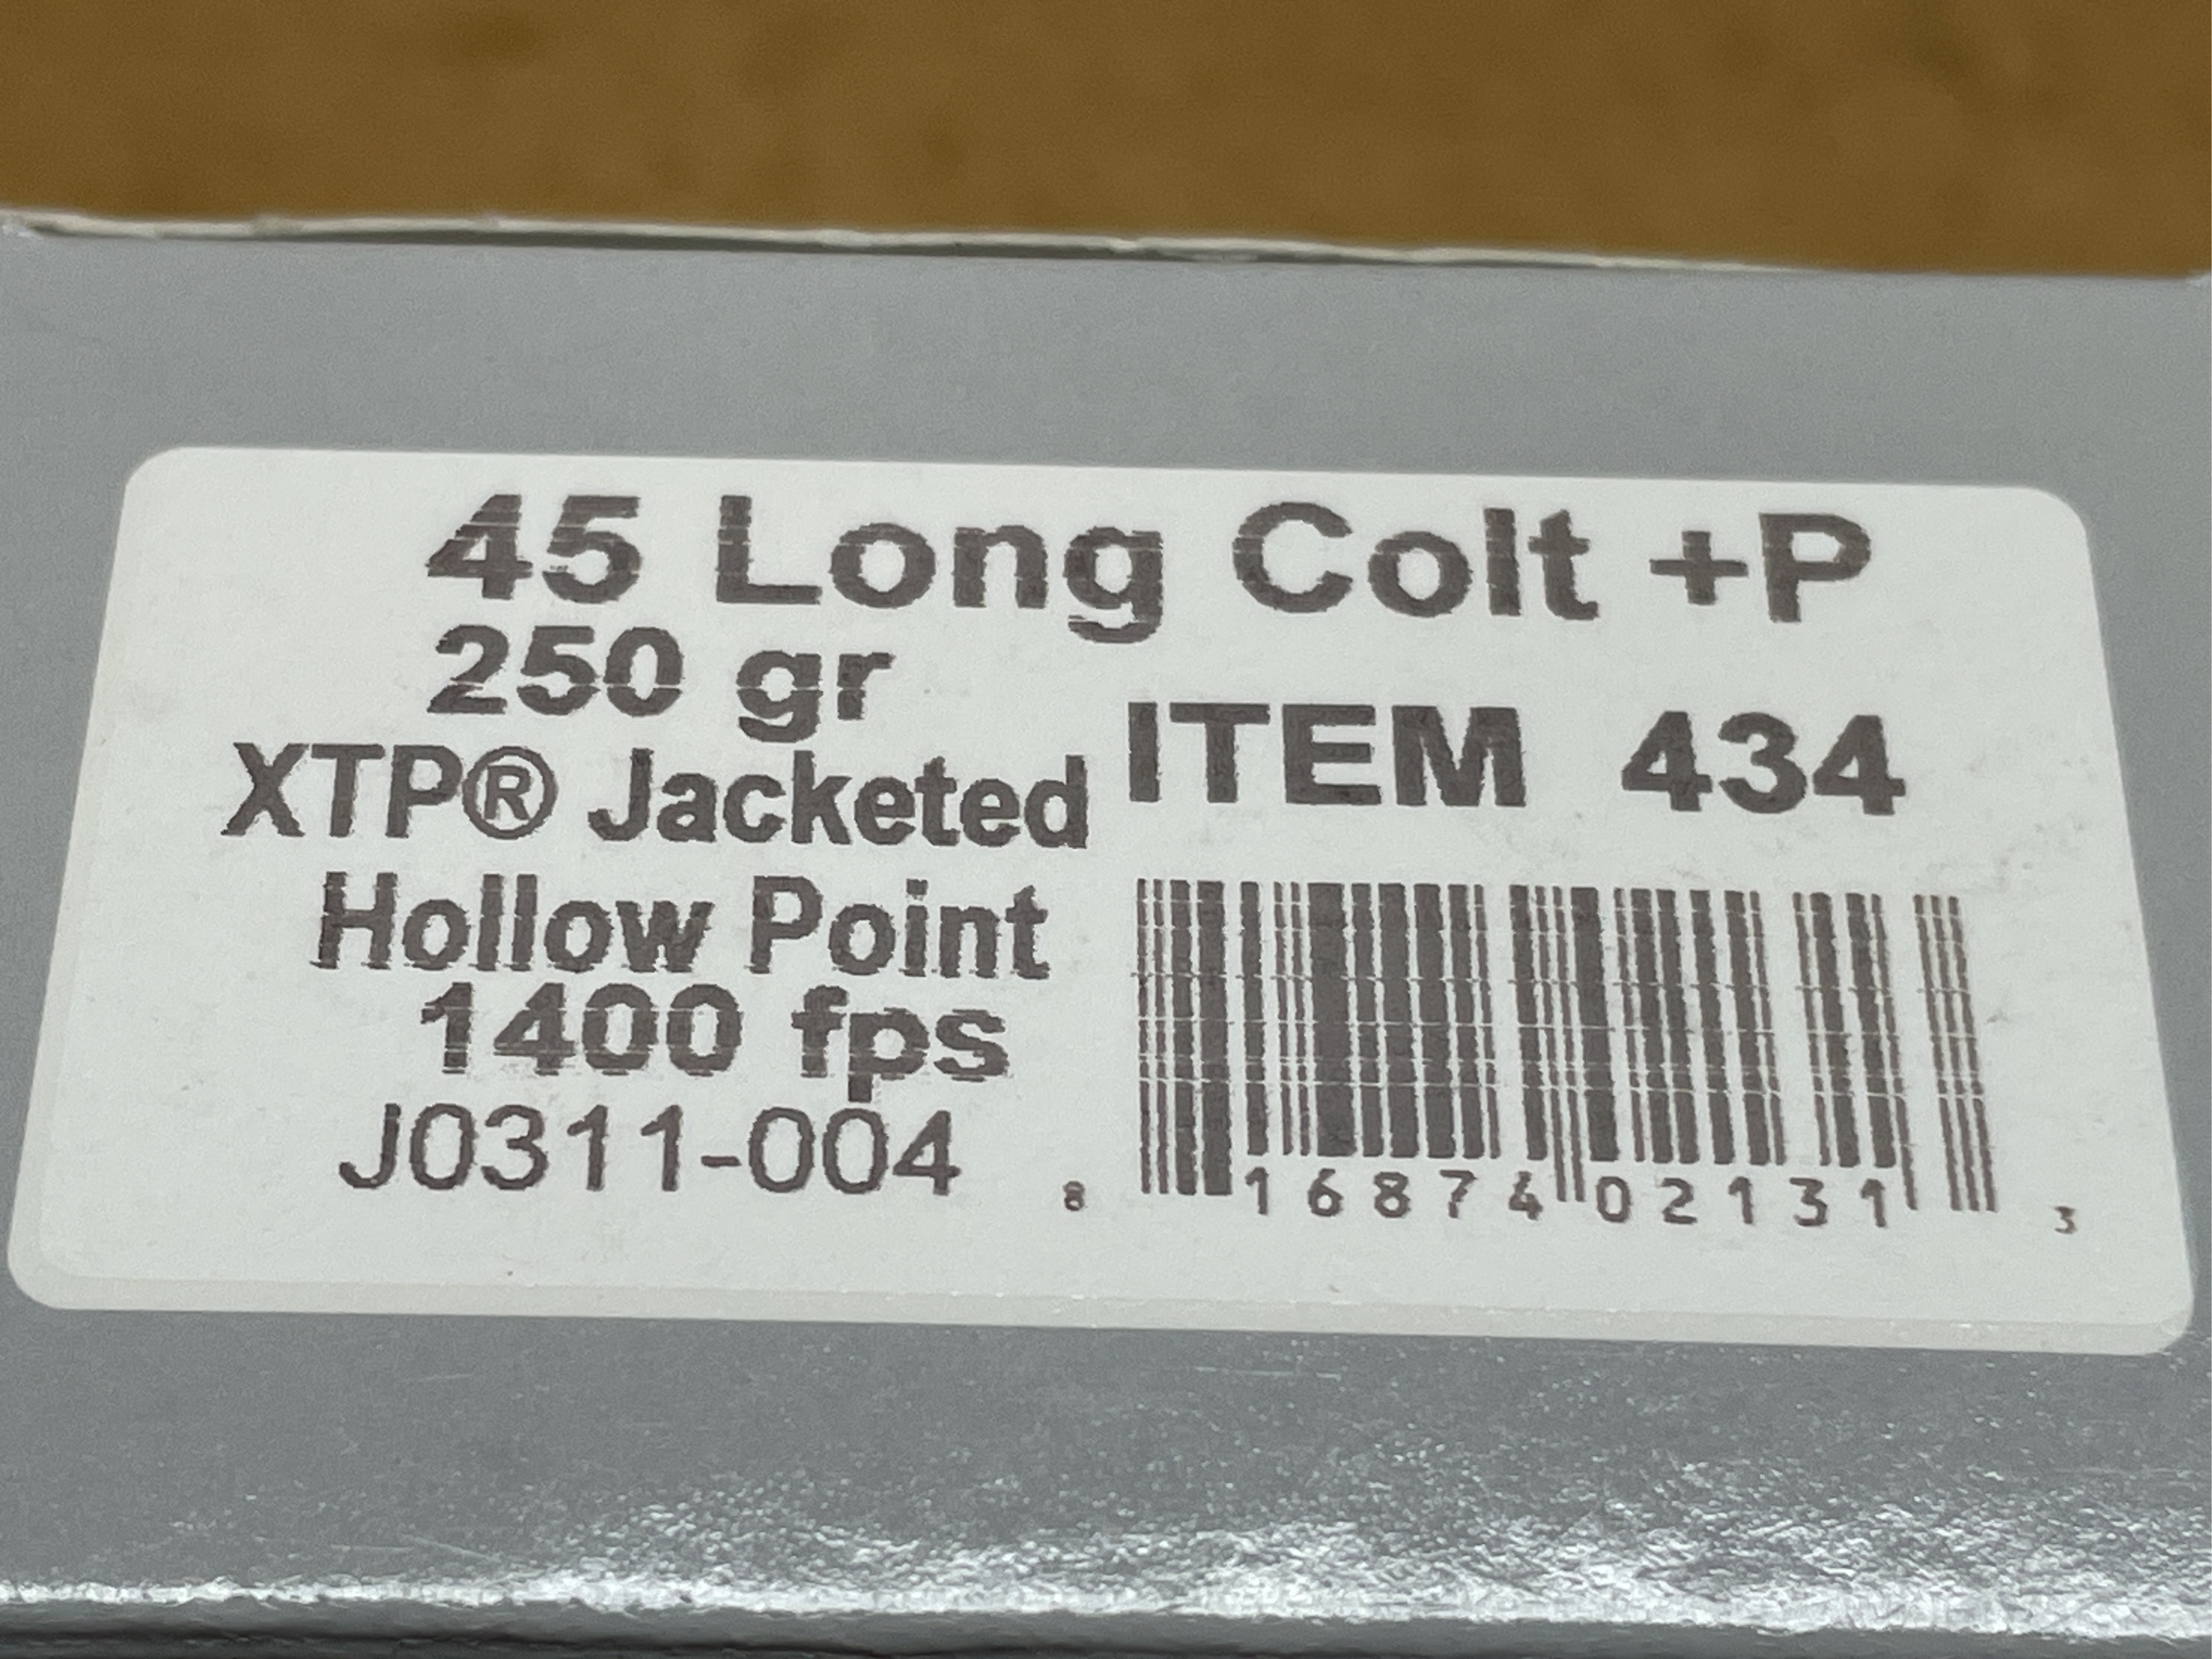 45 Long Colt +P
250 gr
XTP® Jacketed
Hollow Point
1400 fps
J0311-004
ITEM 434
8 16874 02131 3